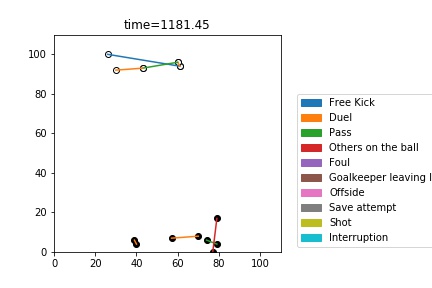 time=1181.45
100
80
60
40
20
0
0 20 40 60 80 100
Free Kick
Duel
Pass
Others on the ball
Foul
Goalkeeper leaving l
Offside
Save attempt
Shot
Interruption